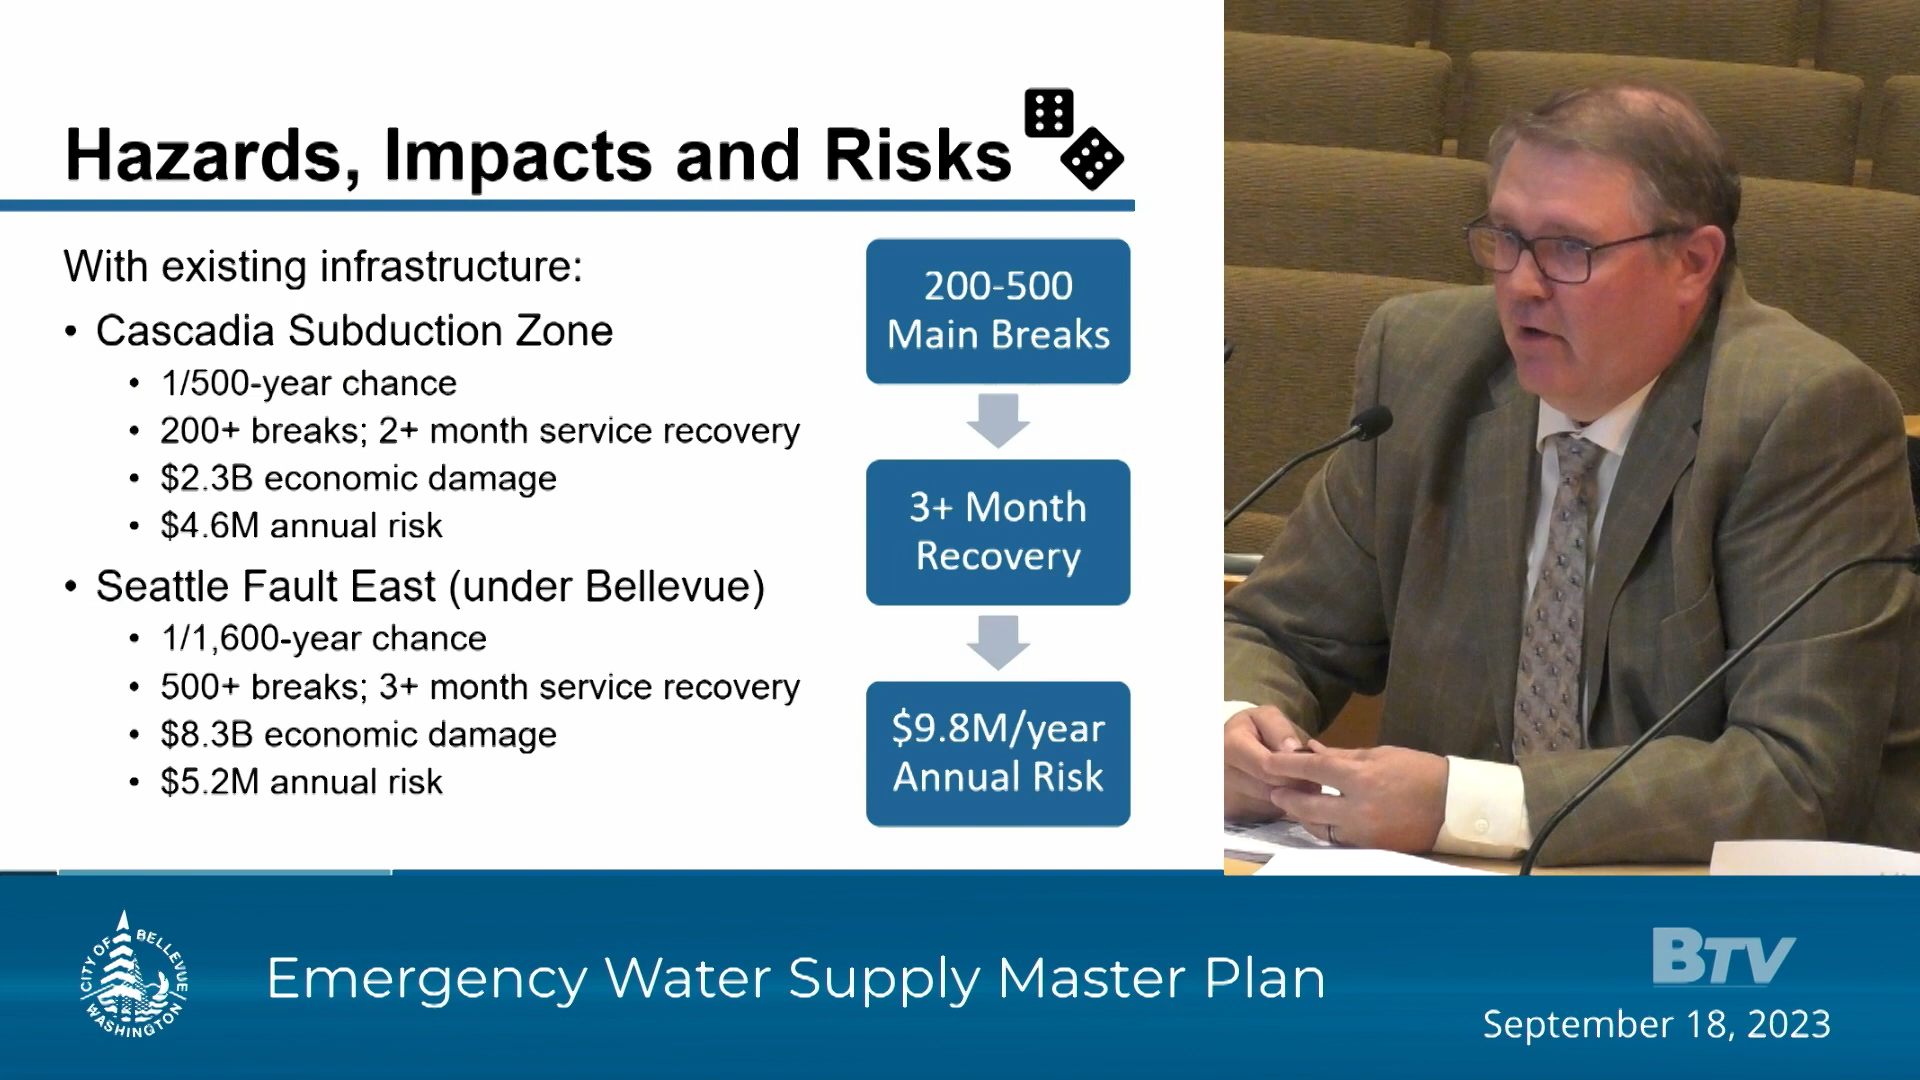 Hazards, Impacts and Risks
With existing infrastructure:
• Cascadia Subduction Zone
• 1/500-year chance
• 200+ breaks; 2+ month service recovery
• $2.3B economic damage
• $4.6M annual risk
• Seattle Fault East (under Bellevue)
• 1/1,600-year chance
• 500+ breaks; 3+ month service recovery
• $8.3B economic damage
• $5.2M annual risk
200-500
Main Breaks
3+ Month
Recovery
$9.8M/year
Annual Risk
CITY OF BELLEVUE
WASHINGTON
Emergency Water Supply Master Plan
BTV
September 18, 2023